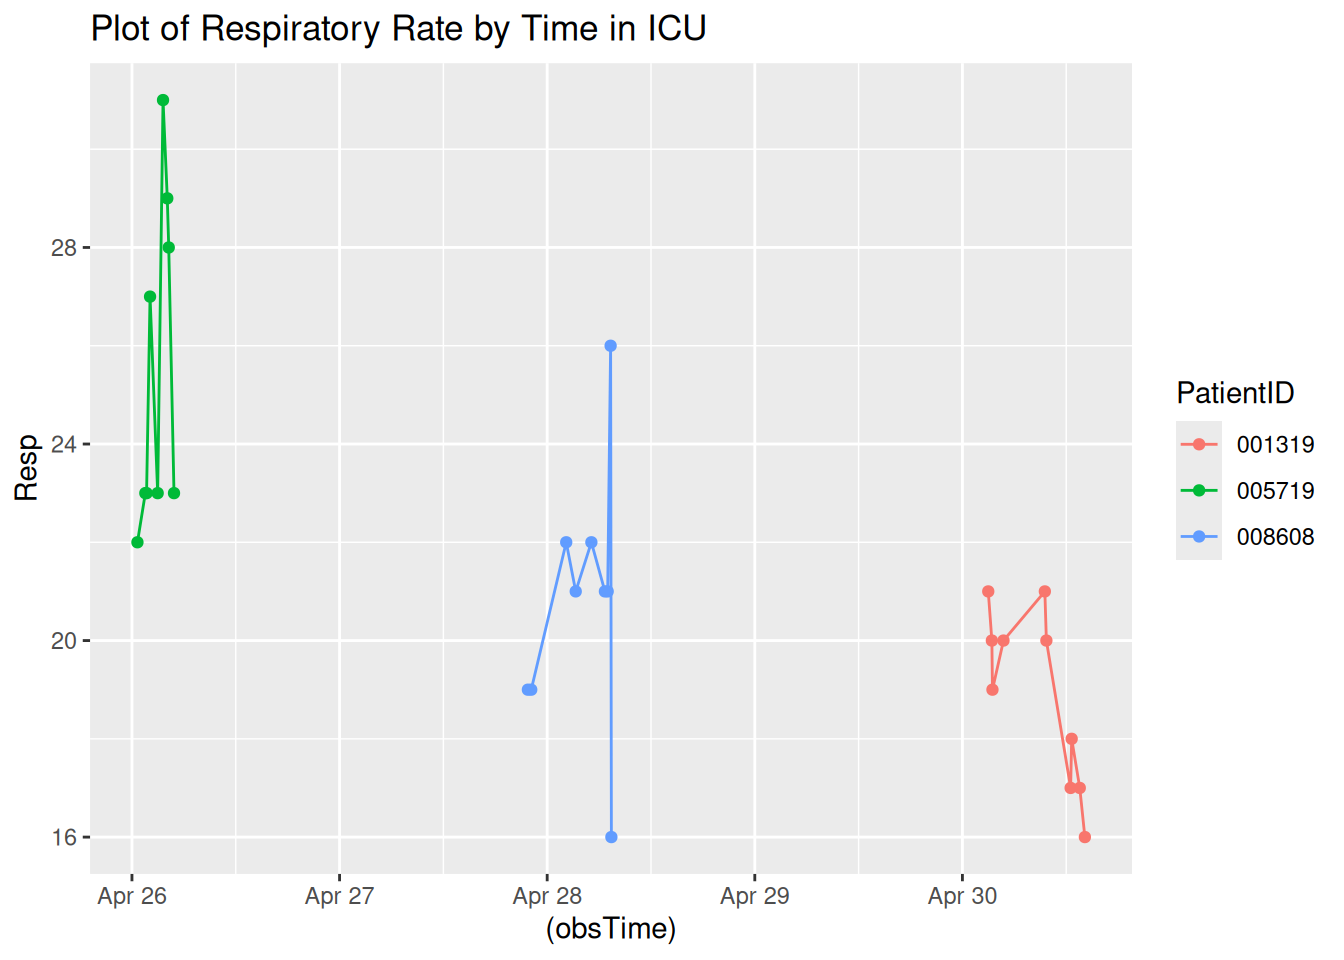 Plot of Respiratory Rate by Time in ICU
28
24
20
16
Resp
Apr 26
Apr 27
Apr 28
Apr 29
Apr 30
(obsTime)
PatientID
001319
005719
008608